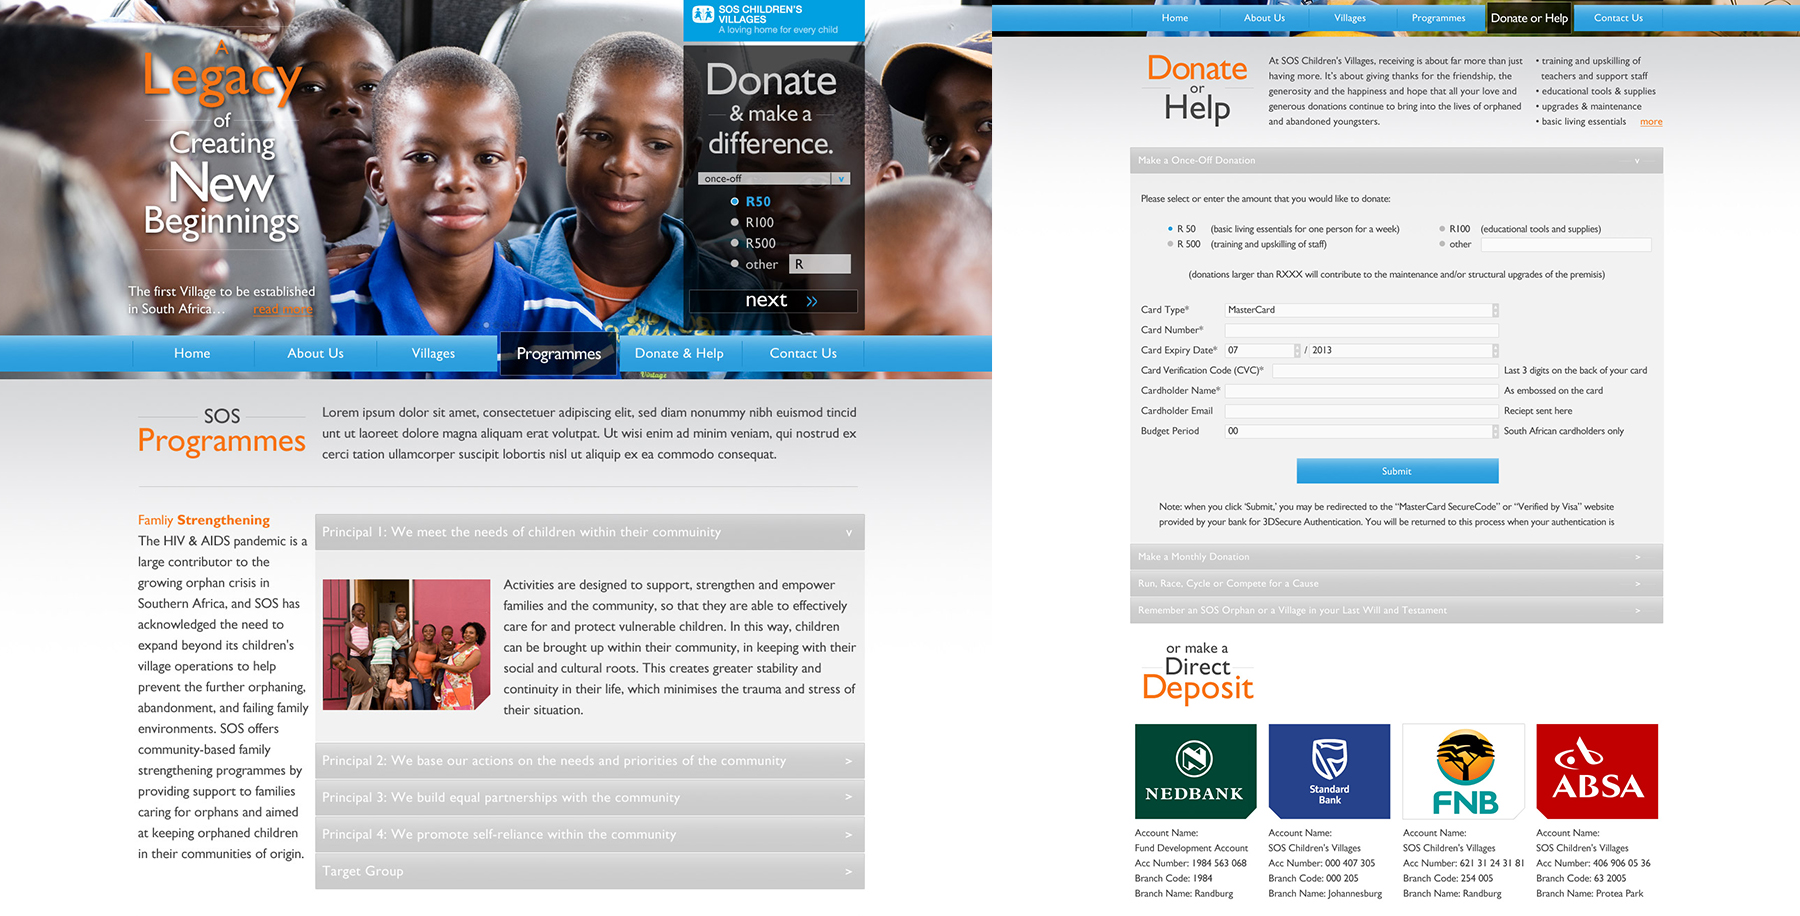 SOS CHILDREN'S
VILLAGES
A loving home for every child
A
Legacy
of
Creating
New
Beginnings
The first Village to be established
in South Africa... read more
Donate
& make a
difference.
once-off v
R50
R100
R500
other R
next »
Home About Us Villages Programmes Donate & Help Contact Us
SOS
Programmes
Lorem ipsum dolor sit amet, consectetuer adipiscing elit, sed diam nonummy nibh euismod tincid
unt ut laoreet dolore magna aliquam erat volutpat. Ut wisi enim ad minim veniam, qui nostrud ex
cerci tation ullamcorper suscipit lobortis nisl ut aliquip ex ea commodo consequat.
Famliy Strengthening
The HIV & AIDS pandemic is a
large contributor to the
growing orphan crisis in
Southern Africa, and SOS has
acknowledged the need to
expand beyond its children's
village operations to help
prevent the further orphaning,
abandonment, and failing family
environments. SOS offers
community-based family
strengthening programmes by
providing support to families
caring for orphans and aimed
at keeping orphaned children
in their communities of origin.
Principal 1: We meet the needs of children within their commuinity v
Activities are designed to support, strengthen and empower
families and the community, so that they are able to effectively
care for and protect vulnerable children. In this way, children
can be brought up within their community, in keeping with their
social and cultural roots. This creates greater stability and
continuity in their life, which minimises the trauma and stress of
their situation.
Principal 2: We base our actions on the needs and priorities of the community >
Principal 3: We build equal partnerships with the community >
Principal 4: We promote self-reliance within the community >
Target Group >
Home About Us Villages Programmes Donate or Help Contact Us
Donate
or
Help
At SOS Children's Villages, receiving is about far more than just
having more. It's about giving thanks for the friendship, the
generosity and the happiness and hope that all your love and
generous donations continue to bring into the lives of orphaned
and abandoned youngsters.
• training and upskilling of
teachers and support staff
• educational tools & supplies
• upgrades & maintenance
• basic living essentials more
Make a Once-Off Donation v
Please select or enter the amount that you would like to donate:
R 50 (basic living essentials for one person for a week) R100 (educational tools and supplies)
R 500 (training and upskilling of staff) other
(donations larger than RXXX will contribute to the maintenance and/or structural upgrades of the premisis)
Card Type* MasterCard
Card Number*
Card Expiry Date* 07 / 2013
Card Verification Code (CVC)* Last 3 digits on the back of your card
Cardholder Name* As embossed on the card
Cardholder Email Reciept sent here
Budget Period 00 South African cardholders only
Submit
Note: when you click 'Submit,' you may be redirected to the "MasterCard SecureCode" or "Verified by Visa" website
provided by your bank for 3DSecure Authentication. You will be returned to this process when your authentication is
Make a Monthly Donation >
Run, Race, Cycle or Compete for a Cause >
Remember an SOS Orphan or a Village in your Last Will and Testament >
or make a
Direct
Deposit
NEDBANK
Account Name:
Fund Development Account
Acc Number: 1984 563 068
Branch Code: 1984
Branch Name: Randburg
Standard
Bank
Account Name:
SOS Children's Villages
Acc Number: 000 407 305
Branch Code: 000 205
Branch Name: Johannesburg
FNB
Account Name:
SOS Children's Villages
Acc Number: 621 31 24 31 81
Branch Code: 254 005
Branch Name: Randburg
ABSA
Account Name:
SOS Children's Villages
Acc Number: 406 906 05 36
Branch Code: 63 2005
Branch Name: Protea Park